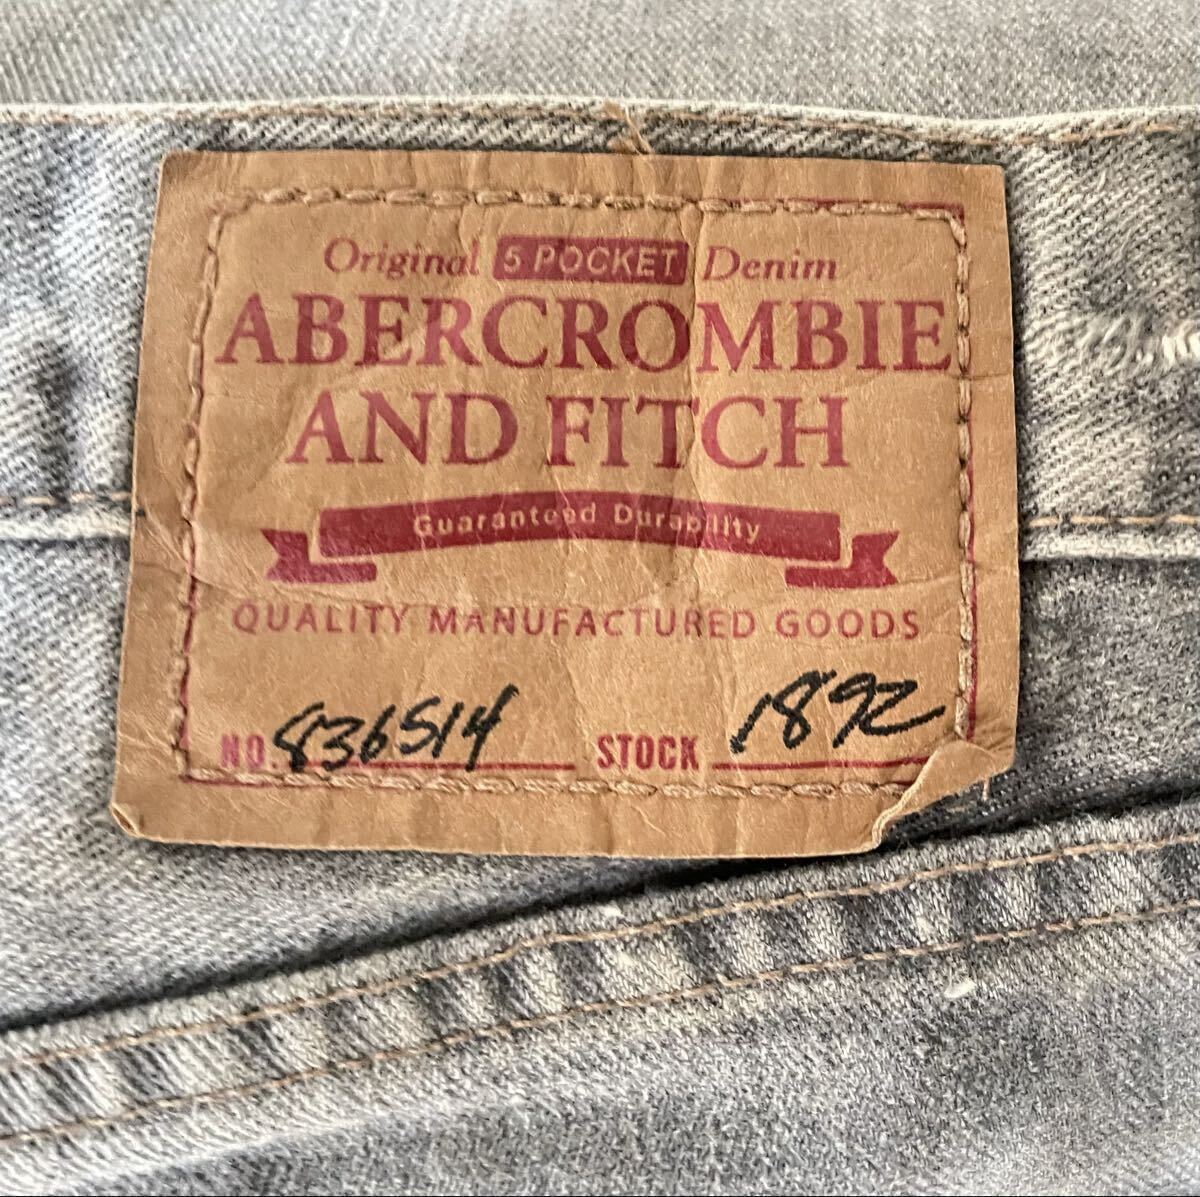 Original 5 POCKET Denim
ABERCROMBIE
AND FITCH
Guaranteed Durability
QUALITY MANUFACTURED GOODS
NO. 836514 STOCK 1892